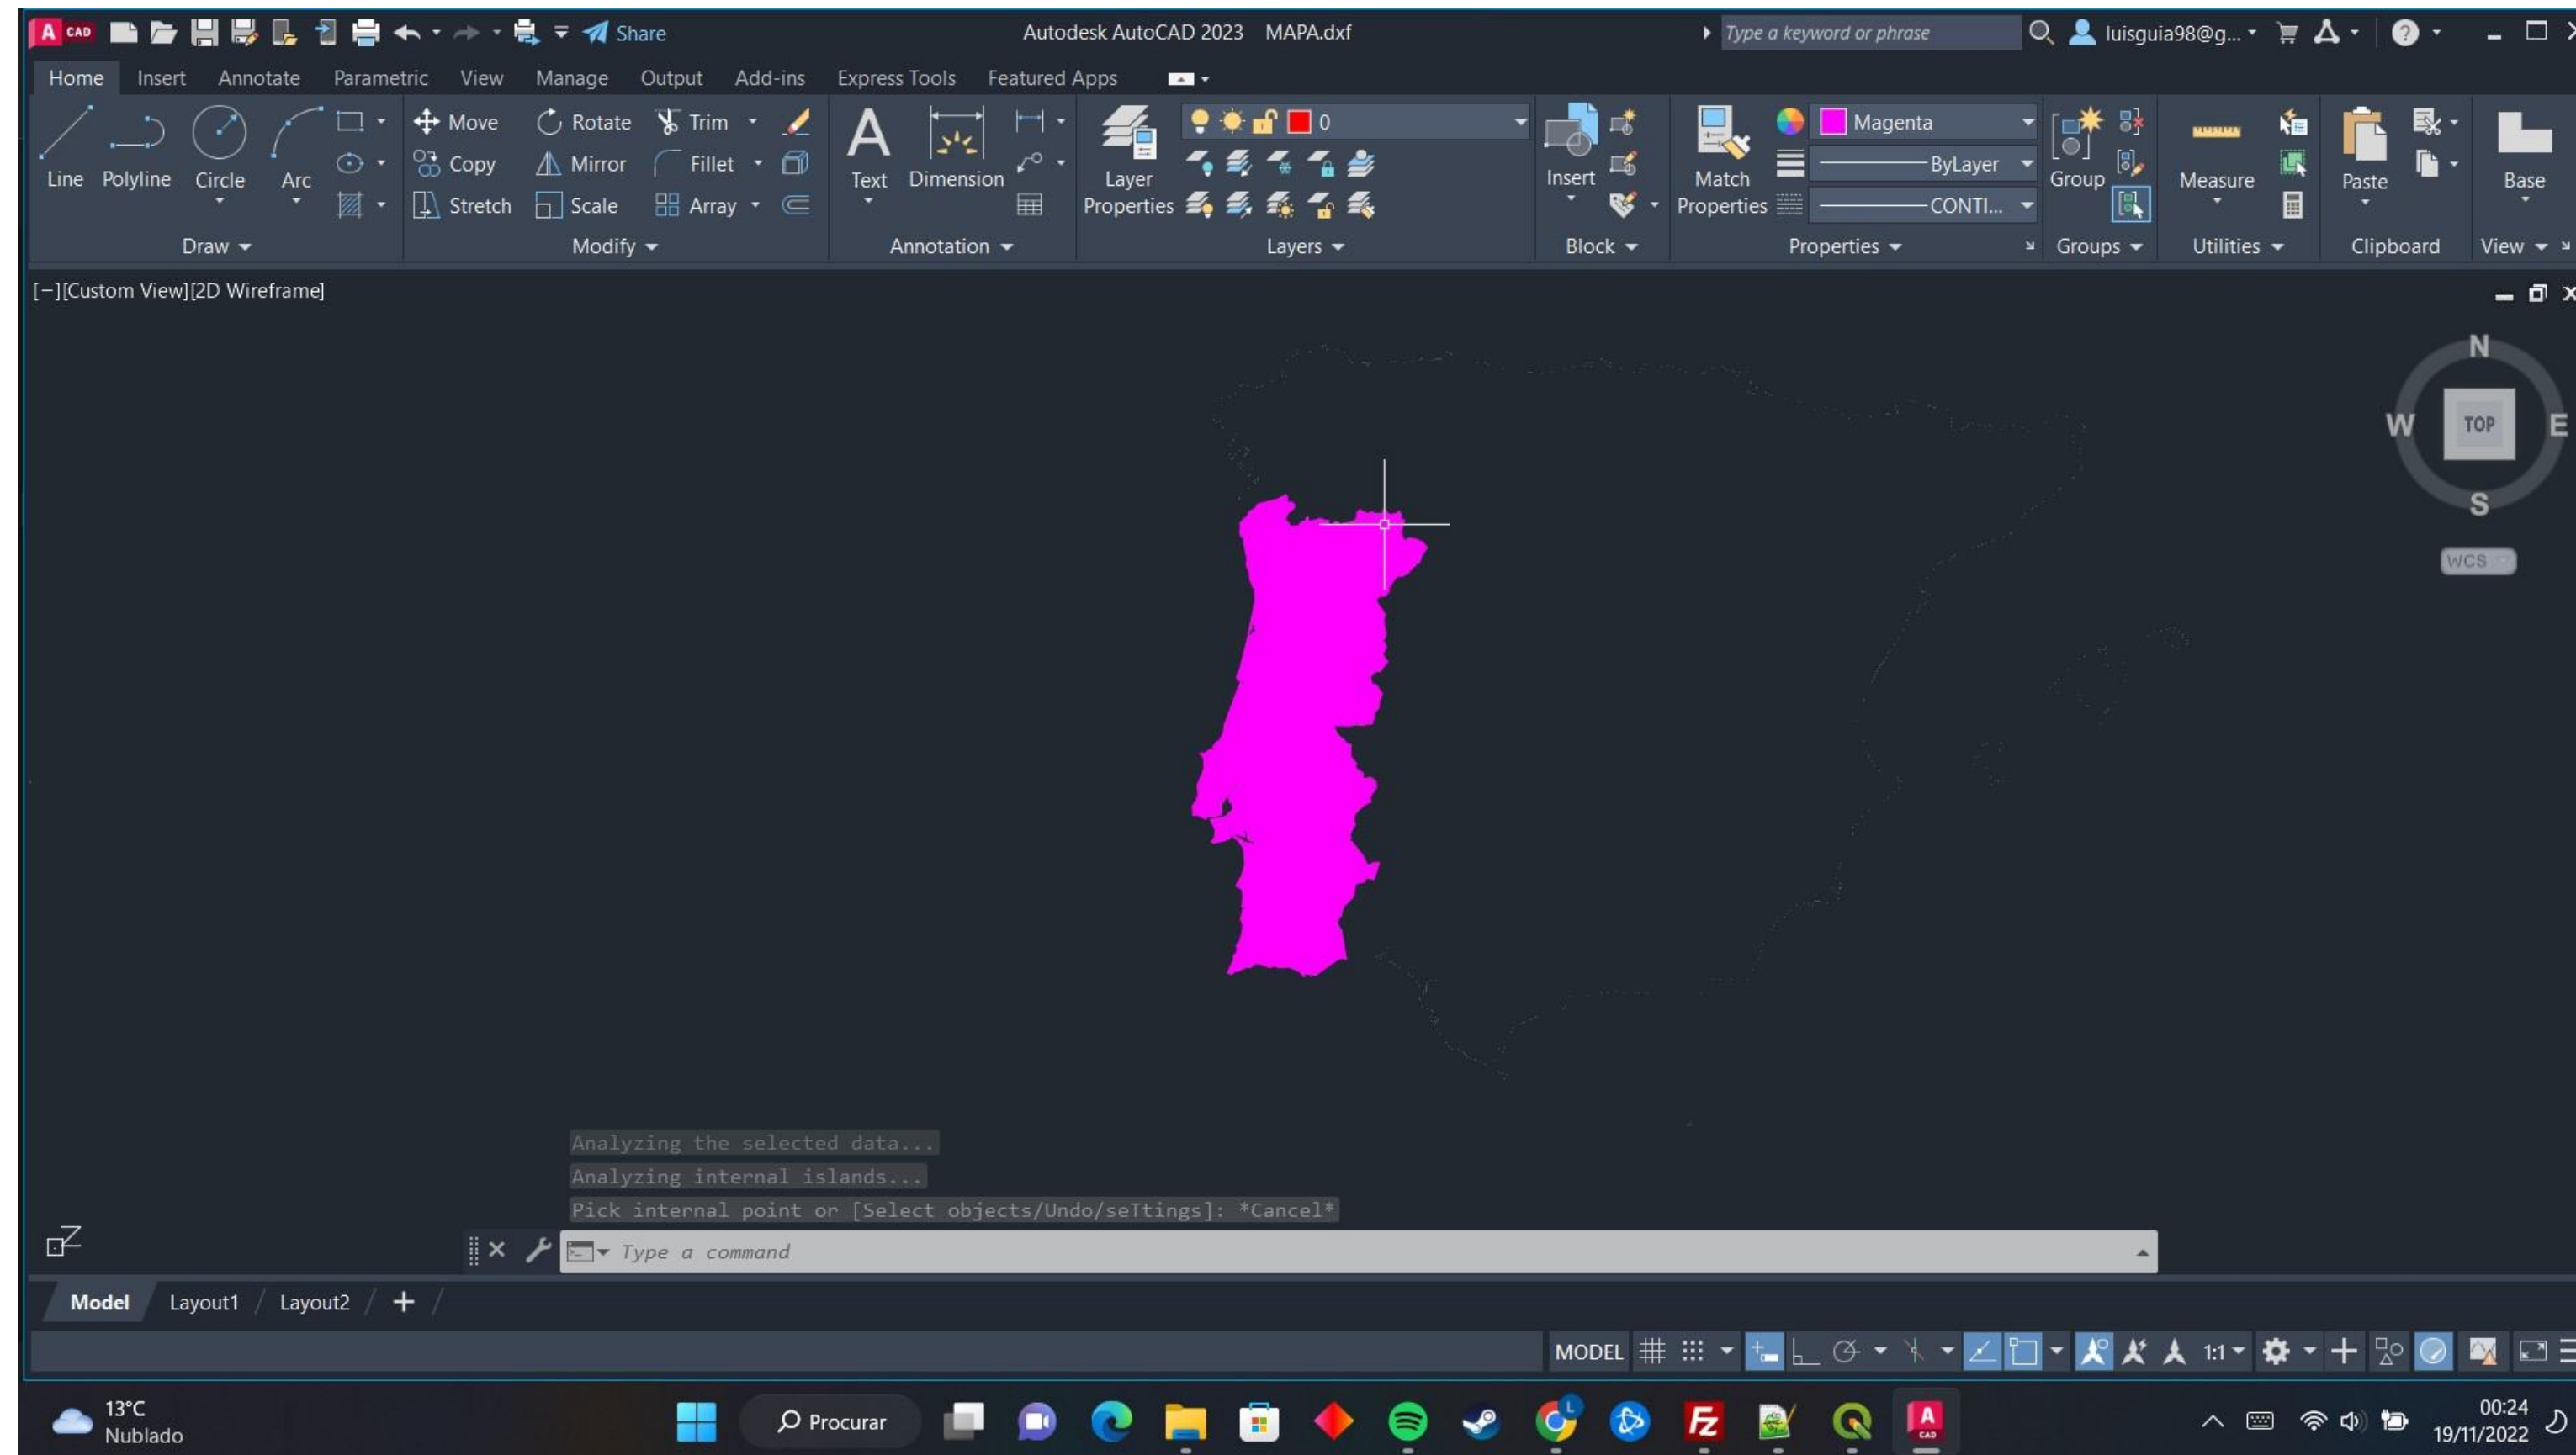 A CAD Share Autodesk AutoCAD 2023 MAPA.dxf Type a keyword or phrase luisguia98@g...
Home Insert Annotate Parametric View Manage Output Add-ins Express Tools Featured Apps
Move Rotate Trim 0 Magenta
Copy Mirror Fillet ByLayer
Line Polyline Circle Arc Text Dimension Layer Properties Insert Match Properties Group Measure Paste Base
Stretch Scale Array CONTI...
Draw Modify Annotation Layers Block Properties Groups Utilities Clipboard View
[-][Custom View][2D Wireframe]
N
W TOP E
S
WCS
Analyzing the selected data...
Analyzing internal islands...
Pick internal point or [Select objects/Undo/seTtings]: *Cancel*
Type a command
Model Layout1 Layout2
MODEL 1:1
13°C
Nublado
Procurar
L
Fz
A
CAD
00:24
19/11/2022